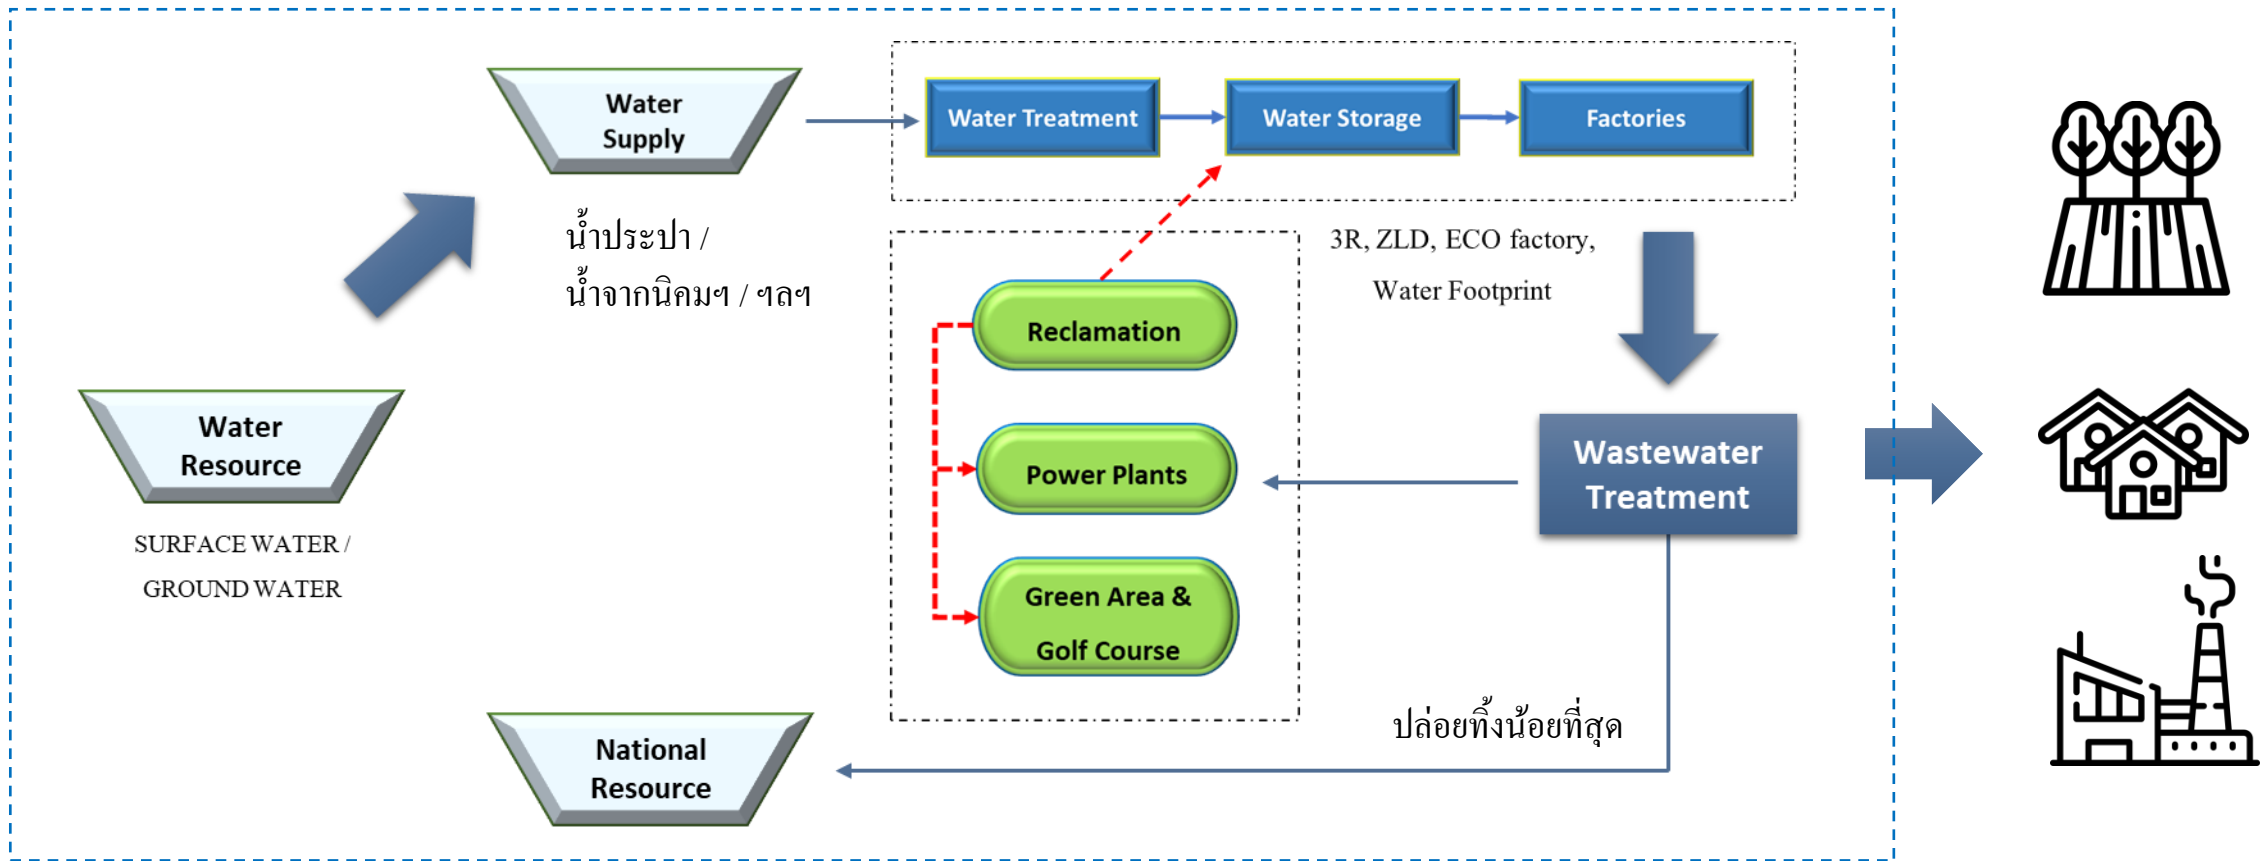 Water
Supply
Water Treatment
Water Storage
Factories
น้ำประปา /
น้ำจากนิคมฯ / ฯลฯ
3R, ZLD, ECO factory,
Water Footprint
Reclamation
Water
Resource
SURFACE WATER /
GROUND WATER
Power Plants
Wastewater
Treatment
Green Area &
Golf Course
ปล่อยทิ้งน้อยที่สุด
National
Resource